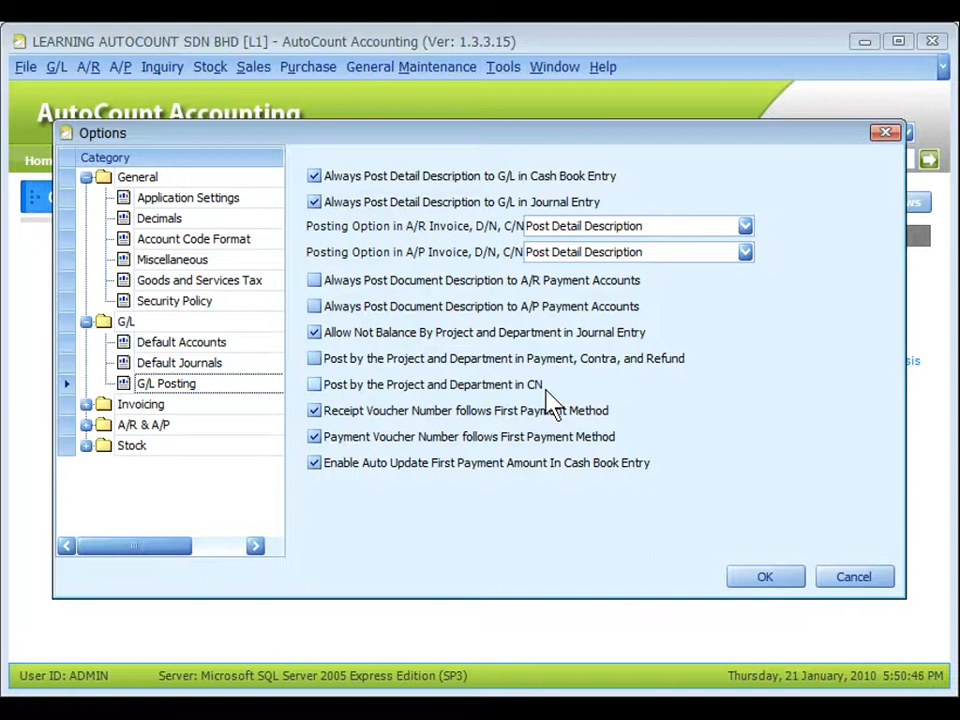 LEARNING AUTOCOUNT SDN BHD [L1] - AutoCount Accounting (Ver: 1.3.3.15)
File G/L A/R A/P Inquiry Stock Sales Purchase General Maintenance Tools Window Help
AutoCount Accounting
Options
Hom
ws
Category
General
Application Settings
Decimals
Account Code Format
Miscellaneous
Goods and Services Tax
Security Policy
G/L
Default Accounts
Default Journals
G/L Posting
Invoicing
A/R & A/P
Stock
Always Post Detail Description to G/L in Cash Book Entry
Always Post Detail Description to G/L in Journal Entry
Posting Option in A/R Invoice, D/N, C/N Post Detail Description
Posting Option in A/P Invoice, D/N, C/N Post Detail Description
Always Post Document Description to A/R Payment Accounts
Always Post Document Description to A/P Payment Accounts
Allow Not Balance By Project and Department in Journal Entry
Post by the Project and Department in Payment, Contra, and Refund
Post by the Project and Department in CN
Receipt Voucher Number follows First Payment Method
Payment Voucher Number follows First Payment Method
Enable Auto Update First Payment Amount In Cash Book Entry
sis
OK Cancel
User ID: ADMIN Server: Microsoft SQL Server 2005 Express Edition (SP3) Thursday, 21 January, 2010 5:50:46 PM